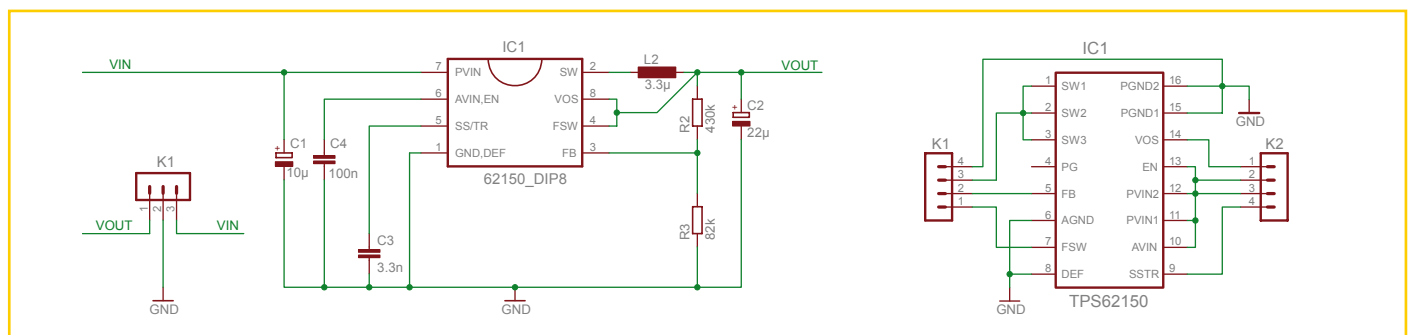 IC1
VIN
7
PVIN
SW
2
L2
3.3µ
VOUT
6
AVIN,EN
VOS
8
5
SS/TR
FSW
4
1
GND,DEF
FB
3
62150_DIP8
C1
10µ
C4
100n
C3
3.3n
R2
430k
C2
22µ
R3
82k
GND
K1
1
2
3
VOUT
VIN
GND
IC1
1
SW1
PGND2
16
2
SW2
PGND1
15
3
SW3
VOS
14
4
PG
EN
13
5
FB
PVIN2
12
6
AGND
PVIN1
11
7
FSW
AVIN
10
8
DEF
SSTR
9
TPS62150
K1
4
3
2
1
K2
1
2
3
4
GND
GND